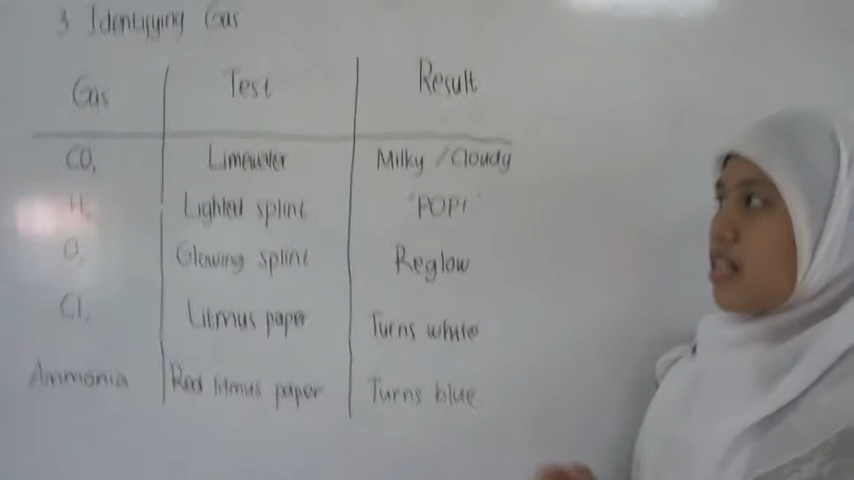 3 Identifying Gas
Gas Test Result
CO₂ Limewater Milky / Cloudy
H₂ Lighted splint "POP!"
O₂ Glowing splint Reglow
Cl₂ Litmus paper Turns white
Ammonia Red litmus paper Turns blue